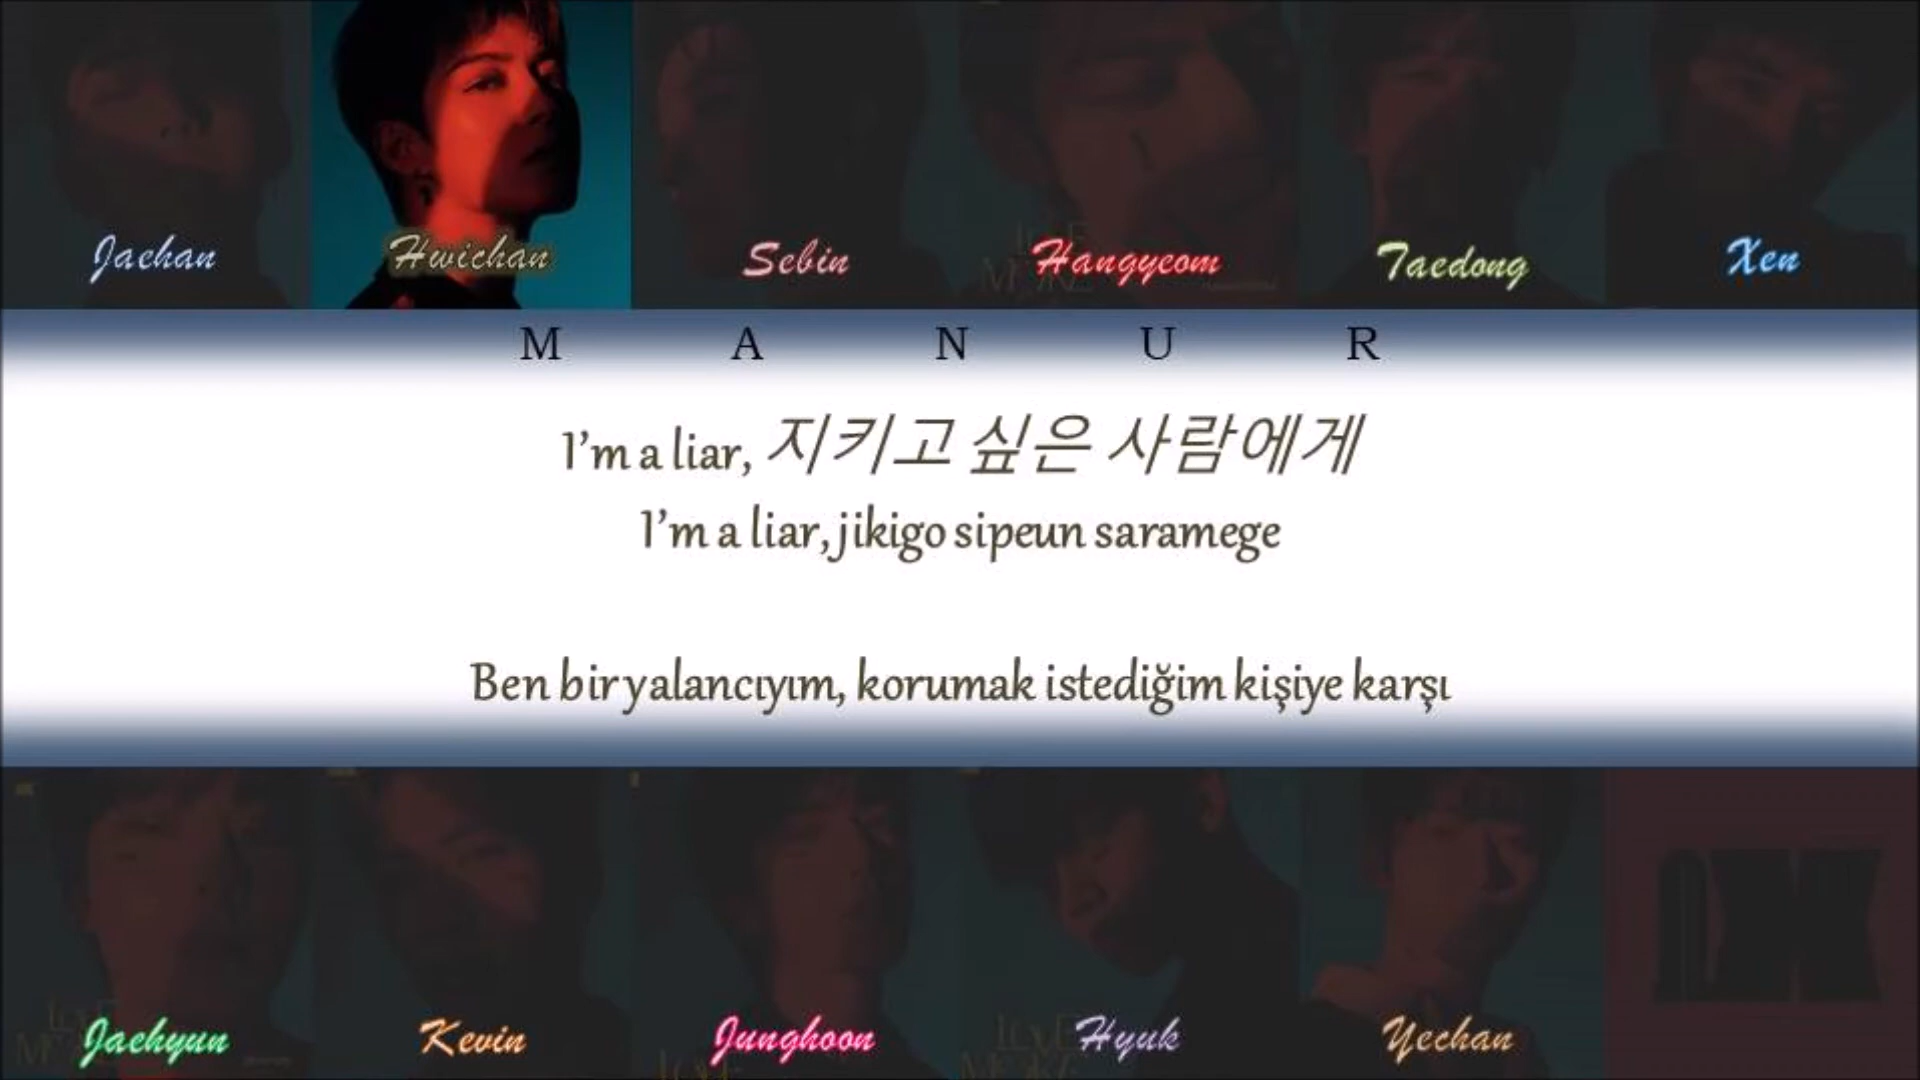 Jaehan Hwichan Sebin Hangyeom Taedong Xen
M A N U R
I'm a liar, 지키고 싶은 사람에게
I'm a liar, jikigo sipeun saramege
Ben bir yalancıyım, korumak istediğim kişiye karşı
Jaehyun Kevin Junghoon Hyuk Yechan